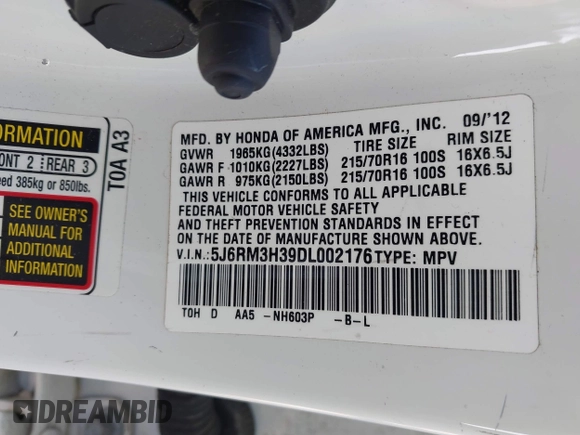 ORMATION
ONT 2 REAR 3
eed 385kg or 850lbs.
SEE OWNER'S
MANUAL FOR
ADDITIONAL
INFORMATION
TOA A3
MFD. BY HONDA OF AMERICA MFG., INC. 09/'12
GVWR 1965KG(4332LBS) TIRE SIZE RIM SIZE
GAWR F 1010KG(2227LBS) 215/70R16 100S 16X6.5J
GAWR R 975KG(2150LBS) 215/70R16 100S 16X6.5J
THIS VEHICLE CONFORMS TO ALL APPLICABLE
FEDERAL MOTOR VEHICLE SAFETY
AND THEFT PREVENTION STANDARDS IN EFFECT
ON THE DATE OF MANUFACTURE SHOWN ABOVE.
V.I.N.: 5J6RM3H39DL002176 TYPE: MPV
TOH D AA5 -NH603P -B-L
DREAMBID